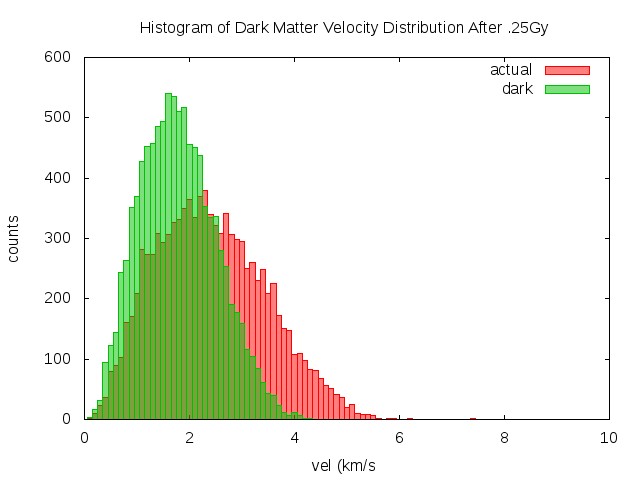 Histogram of Dark Matter Velocity Distribution After .25Gy
600
500
400
300
200
100
0
counts
actual
dark
0 2 4 6 8 10
vel (km/s